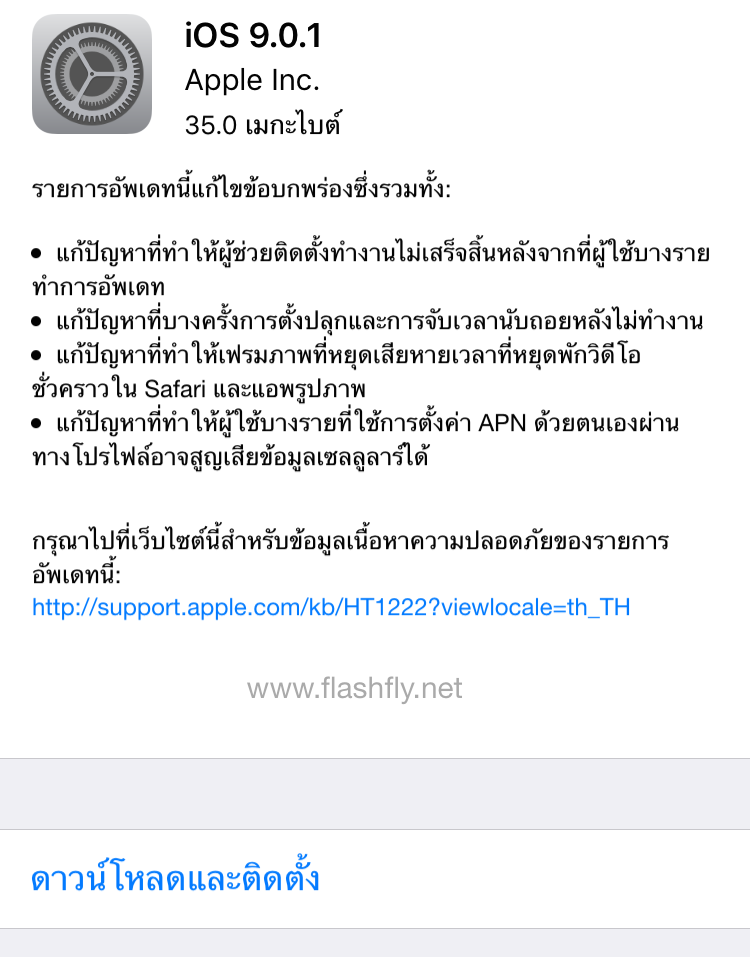 iOS 9.0.1
Apple Inc.
35.0 เมกะไบต์
รายการอัพเดทนี้แก้ไขข้อบกพร่องซึ่งรวมทั้ง:
• แก้ปัญหาที่ทำให้ผู้ช่วยติดตั้งทำงานไม่เสร็จสิ้นหลังจากที่ผู้ใช้บางราย
ทำการอัพเดท
• แก้ปัญหาที่บางครั้งการตั้งปลุกและการจับเวลานับถอยหลังไม่ทำงาน
• แก้ปัญหาที่ทำให้เฟรมภาพที่หยุดเสียหายเวลาที่หยุดพักวิดีโอ
ชั่วคราวใน Safari และแอพรูปภาพ
• แก้ปัญหาที่ทำให้ผู้ใช้บางรายที่ใช้การตั้งค่า APN ด้วยตนเองผ่าน
ทางโปรไฟล์อาจสูญเสียข้อมูลเซลลูลาร์ได้
กรุณาไปที่เว็บไซต์นี้สำหรับข้อมูลเนื้อหาความปลอดภัยของรายการ
อัพเดทนี้:
http://support.apple.com/kb/HT1222?viewlocale=th_TH
www.flashfly.net
ดาวน์โหลดและติดตั้ง